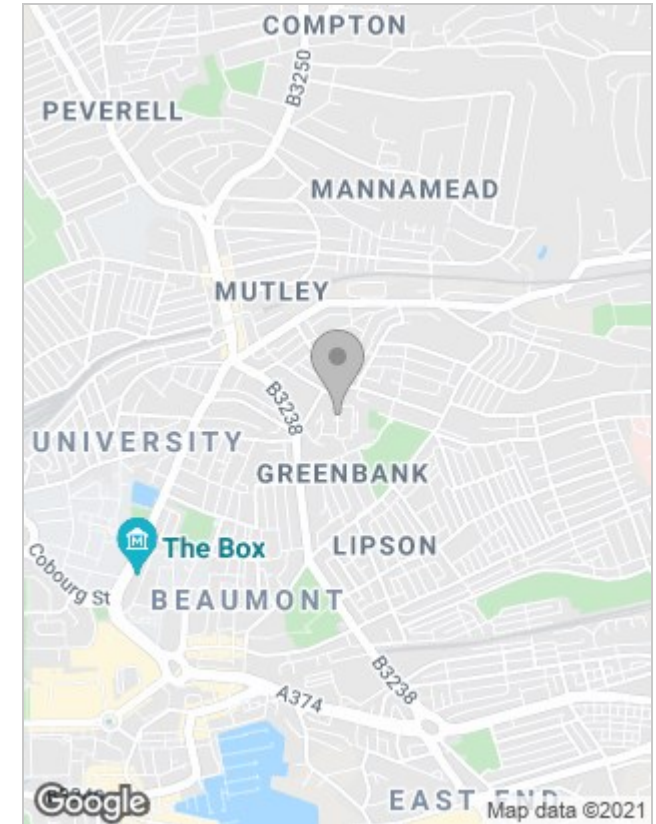 COMPTON
B3250
PEVERELL
MANNAMEAD
MUTLEY
B3238
UNIVERSITY
GREENBANK
The Box
LIPSON
Cobourg St
BEAUMONT
B3238
A374
EAST END
Google
Map data ©2021